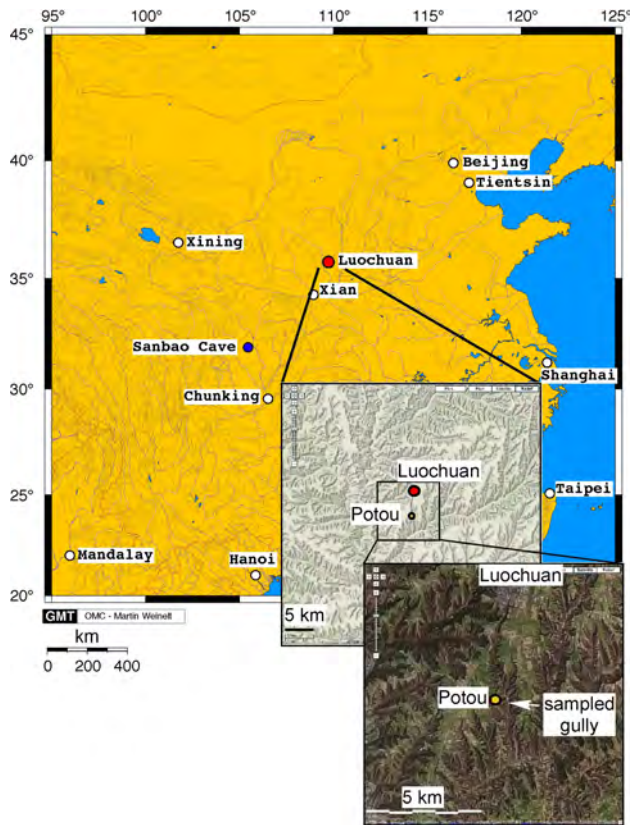 95° 100° 105° 110° 115° 120° 125°
45°
40°
35°
30°
25°
20°
Beijing
Tientsin
Xining
Luochuan
Xian
Sanbao Cave
Shanghai
Chunking
Luochuan
Potou
Taipei
Mandalay
Hanoi
5 km
GMT OMC - Martin Weinelt
km
0 200 400
Luochuan
Potou
sampled
gully
5 km